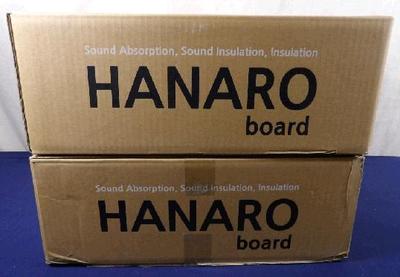 Sound Absorption, Sound Insulation, Insulation
HANARO
board
Sound Absorption, Sound Insulation, Insulation
HANARO
board